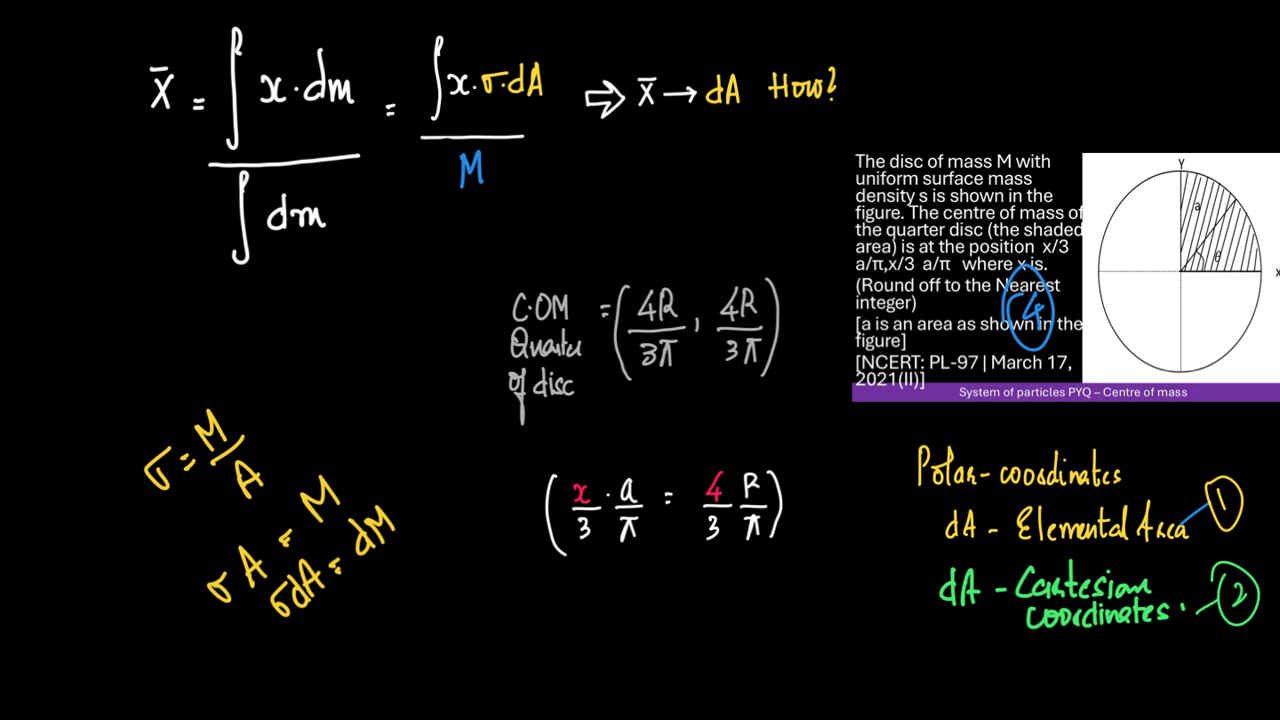 X̄ = ∫ x·dm / ∫ dm = ∫ x·σ·dA / M ⇒ X̄ → dA How?
The disc of mass M with
uniform surface mass
density s is shown in the
figure. The centre of mass of
the quarter disc (the shaded
area) is at the position x/3
a/π,x/3 a/π where x is.
(Round off to the Nearest
integer)
[a is an area as shown in the
figure]
[NCERT: PL-97 | March 17,
2021(II)]
4
Y
a
θ
X
System of particles PYQ – Centre of mass
C.OM
Quarter
of disc
= (4R/3π, 4R/3π)
σ = M/A
σA = M
σdA = dM
(x/3 · a/π = 4/3 R/π)
Polar-coordinates
dA - Elemental Area 1
dA - Cartesian
coordinates. 2